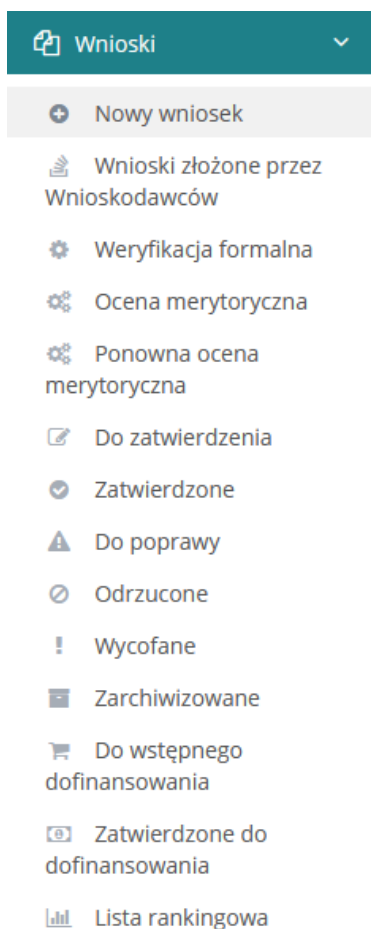 Wnioski
Nowy wniosek
Wnioski złożone przez
Wnioskodawców
Weryfikacja formalna
Ocena merytoryczna
Ponowna ocena
merytoryczna
Do zatwierdzenia
Zatwierdzone
Do poprawy
Odrzucone
Wycofane
Zarchiwizowane
Do wstępnego
dofinansowania
Zatwierdzone do
dofinansowania
Lista rankingowa